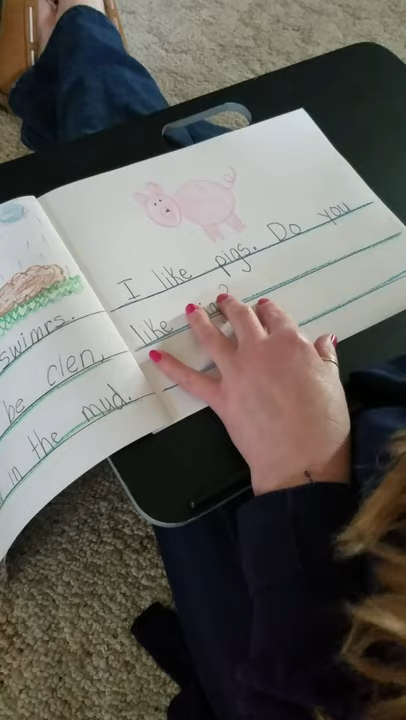 swimrs.
be clen,
in the mud.
I like pigs. Do you
like